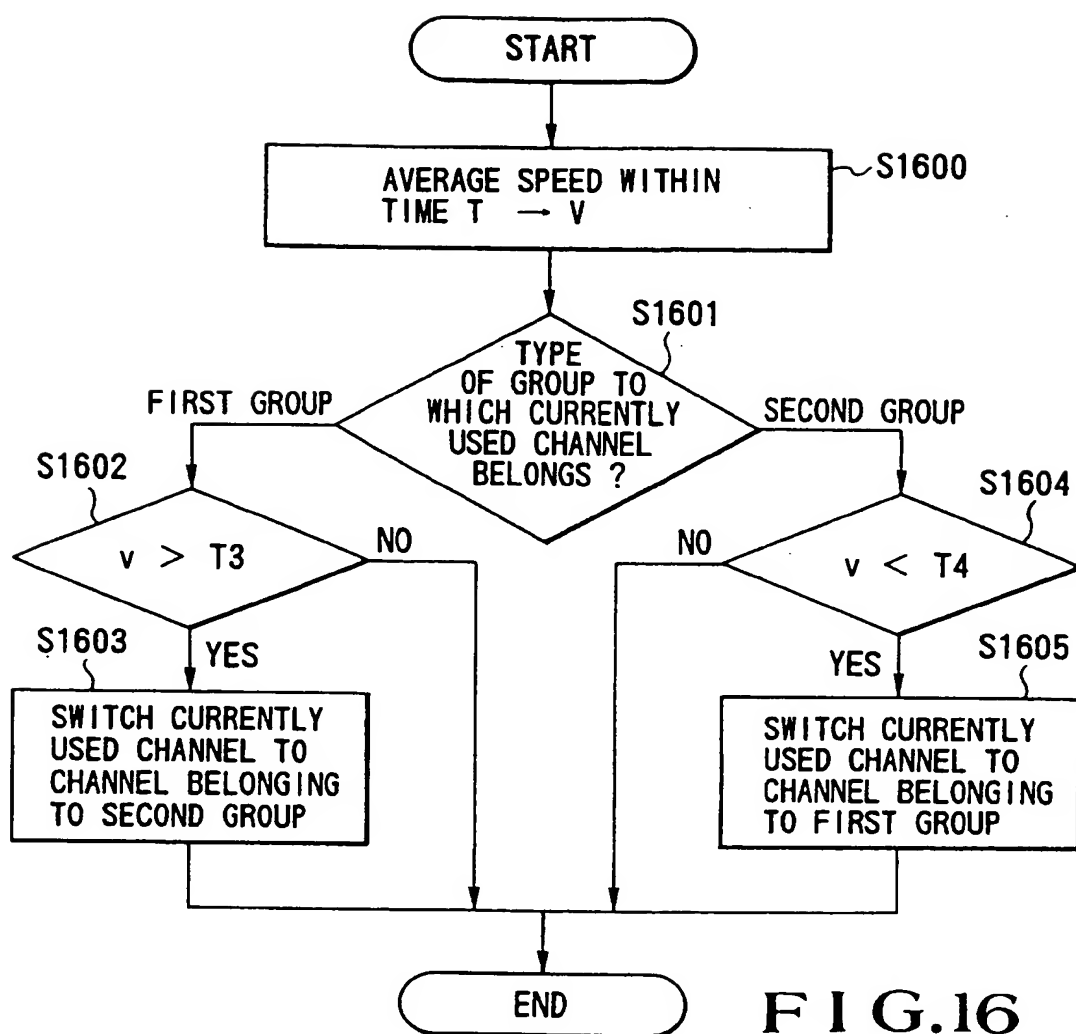 START
S1600
AVERAGE SPEED WITHIN
TIME T → V
S1601
TYPE
OF GROUP TO
WHICH CURRENTLY
USED CHANNEL
BELONGS ?
FIRST GROUP
SECOND GROUP
S1602
v > T3
NO
YES
S1604
v < T4
NO
YES
S1603
SWITCH CURRENTLY
USED CHANNEL TO
CHANNEL BELONGING
TO SECOND GROUP
S1605
SWITCH CURRENTLY
USED CHANNEL TO
CHANNEL BELONGING
TO FIRST GROUP
END
FIG.16